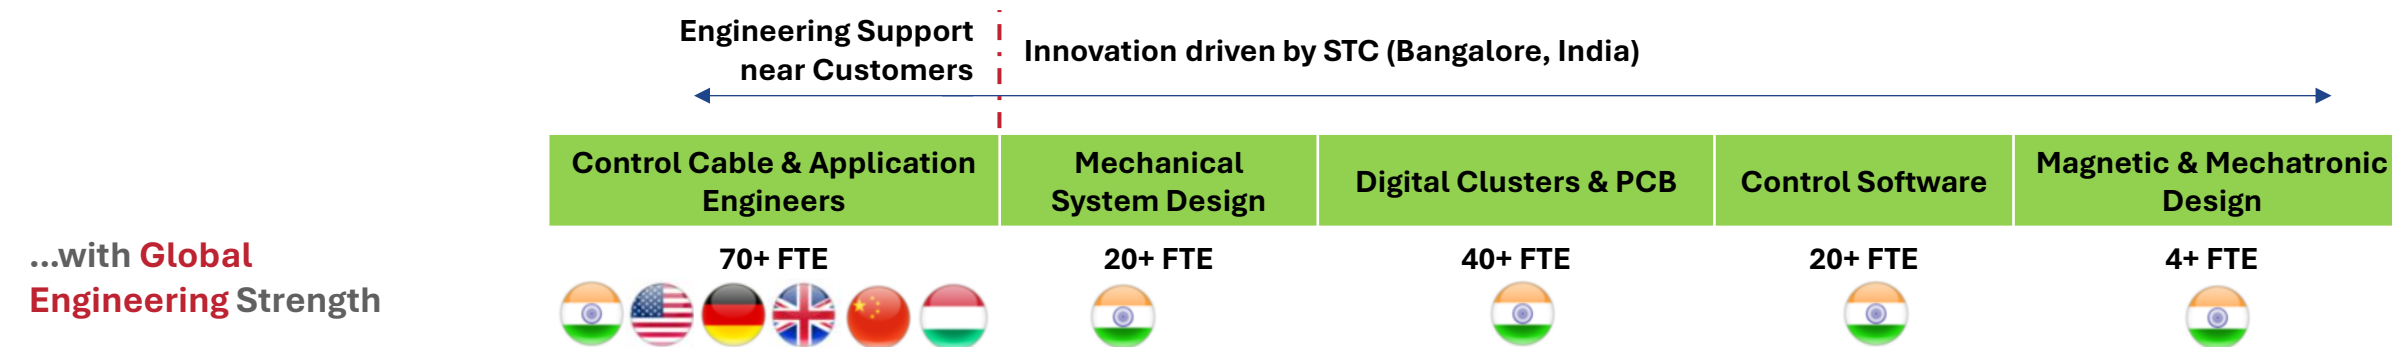 Engineering Support
near Customers
Innovation driven by STC (Bangalore, India)
Control Cable & Application
Engineers
Mechanical
System Design
Digital Clusters & PCB
Control Software
Magnetic & Mechatronic
Design
...with Global
Engineering Strength
70+ FTE
20+ FTE
40+ FTE
20+ FTE
4+ FTE